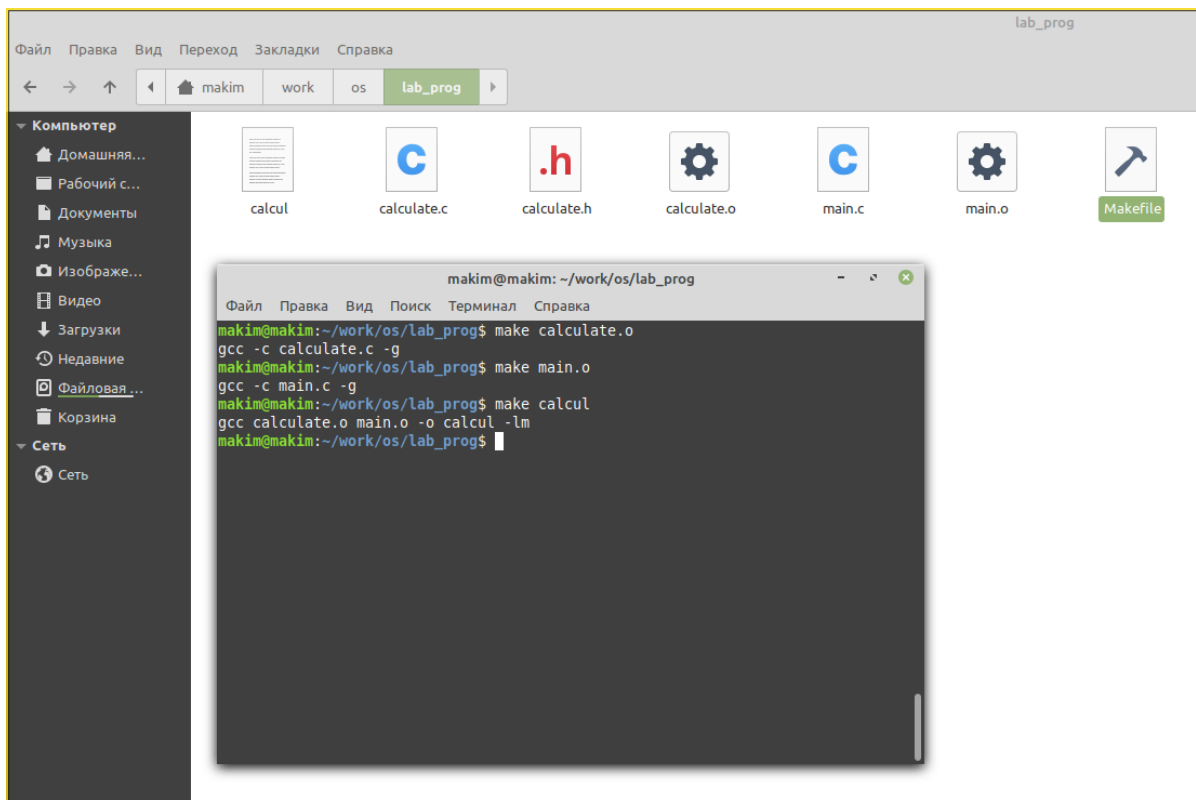 lab_prog
Файл Правка Вид Переход Закладки Справка
makim work os lab_prog
Компьютер
Домашняя...
Рабочий с...
Документы
Музыка
Изображе...
Видео
Загрузки
Недавние
Файловая ...
Корзина
Сеть
Сеть
calcul calculate.c calculate.h calculate.o main.c main.o Makefile
C .h C
makim@makim: ~/work/os/lab_prog
Файл Правка Вид Поиск Терминал Справка
makim@makim:~/work/os/lab_prog$ make calculate.o
gcc -c calculate.c -g
makim@makim:~/work/os/lab_prog$ make main.o
gcc -c main.c -g
makim@makim:~/work/os/lab_prog$ make calcul
gcc calculate.o main.o -o calcul -lm
makim@makim:~/work/os/lab_prog$